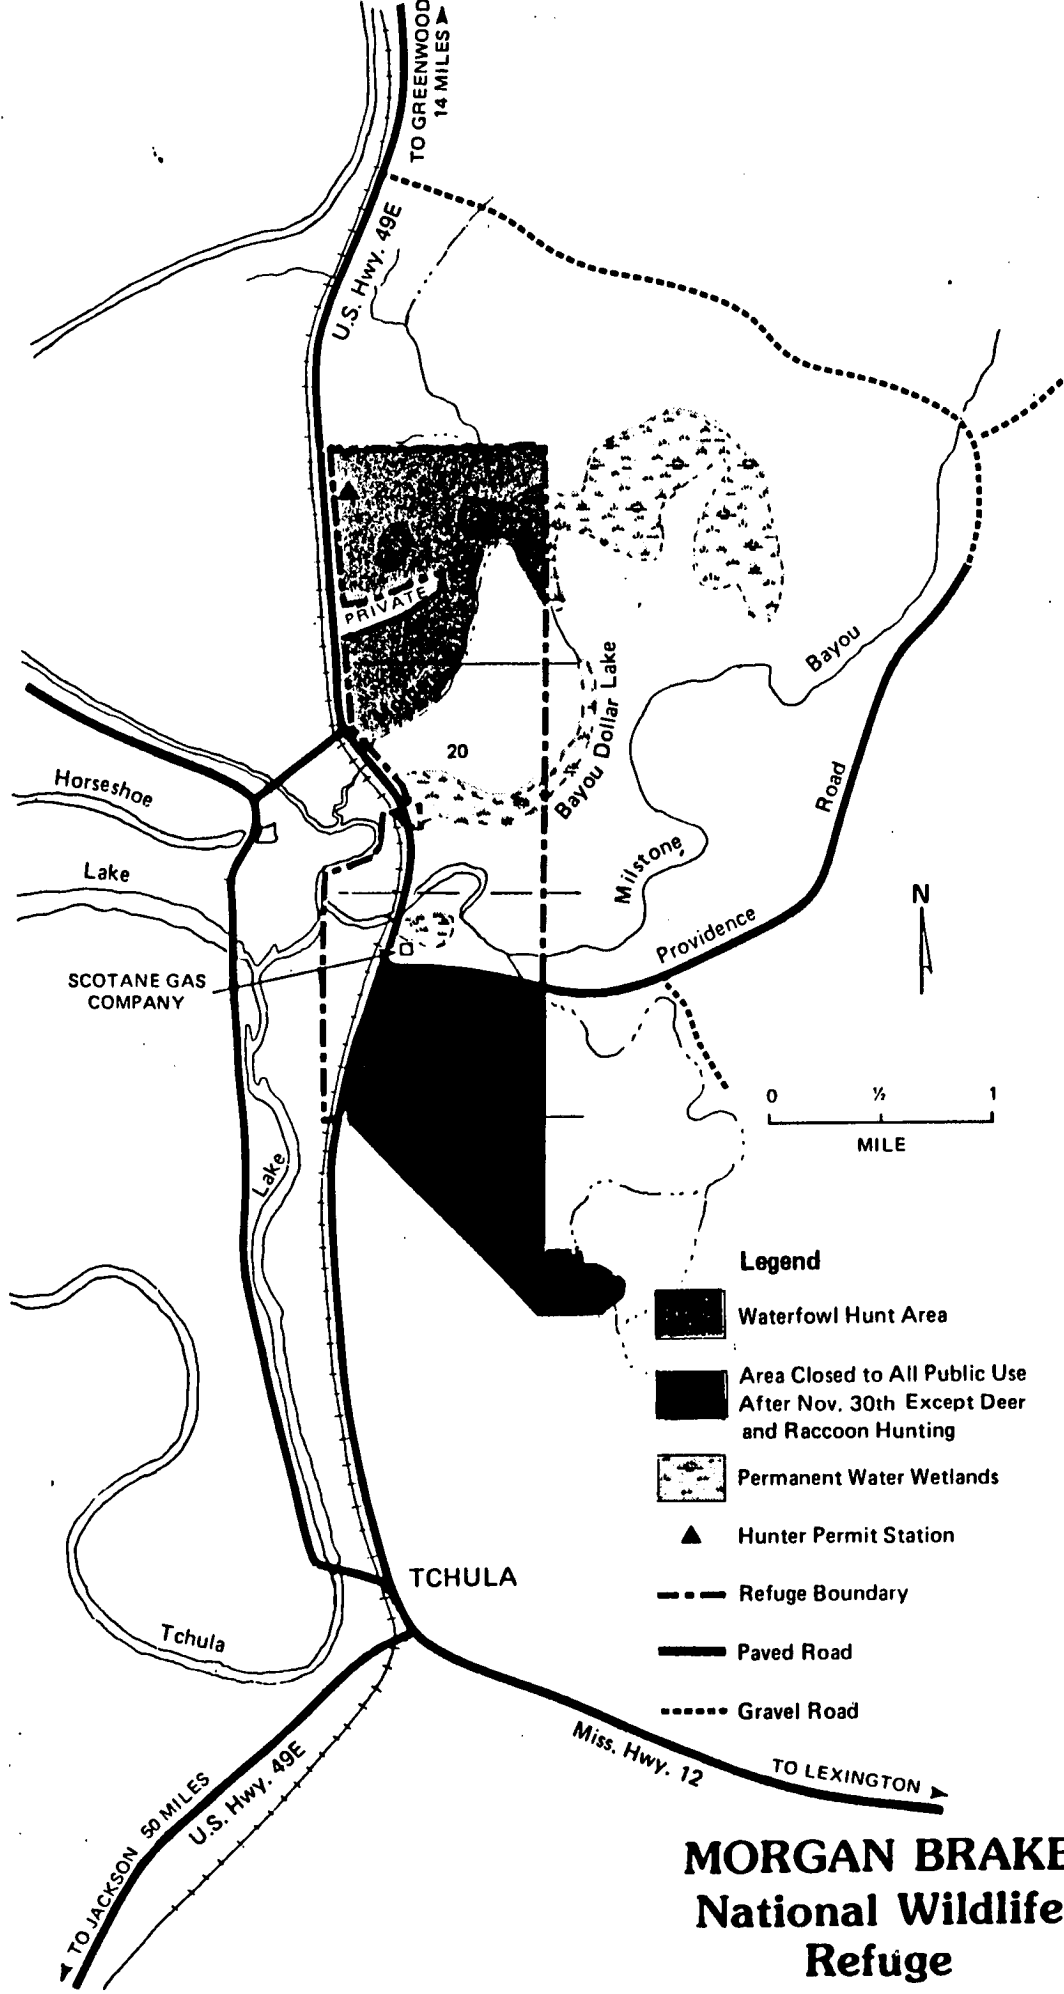 TO GREENWOOD
14 MILES
U.S. Hwy. 49E
PRIVATE
Bayou
Bayou Dollar Lake
20
Horseshoe
Lake
Road
Milstone
Providence
N
SCOTANE GAS
COMPANY
0 ½ 1
MILE
Lake
Legend
Waterfowl Hunt Area
Area Closed to All Public Use
After Nov. 30th Except Deer
and Raccoon Hunting
Permanent Water Wetlands
Hunter Permit Station
Refuge Boundary
Paved Road
Gravel Road
TCHULA
Tchula
Miss. Hwy. 12
TO LEXINGTON
U.S. Hwy. 49E
TO JACKSON 50 MILES
MORGAN BRAKE
National Wildlife
Refuge